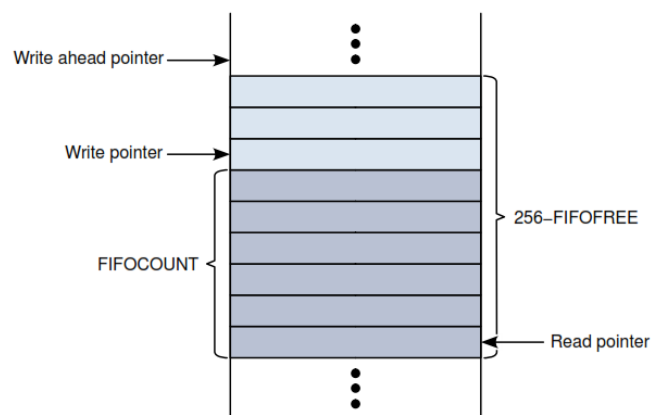 Write ahead pointer
Write pointer
256–FIFOFREE
FIFOCOUNT
Read pointer